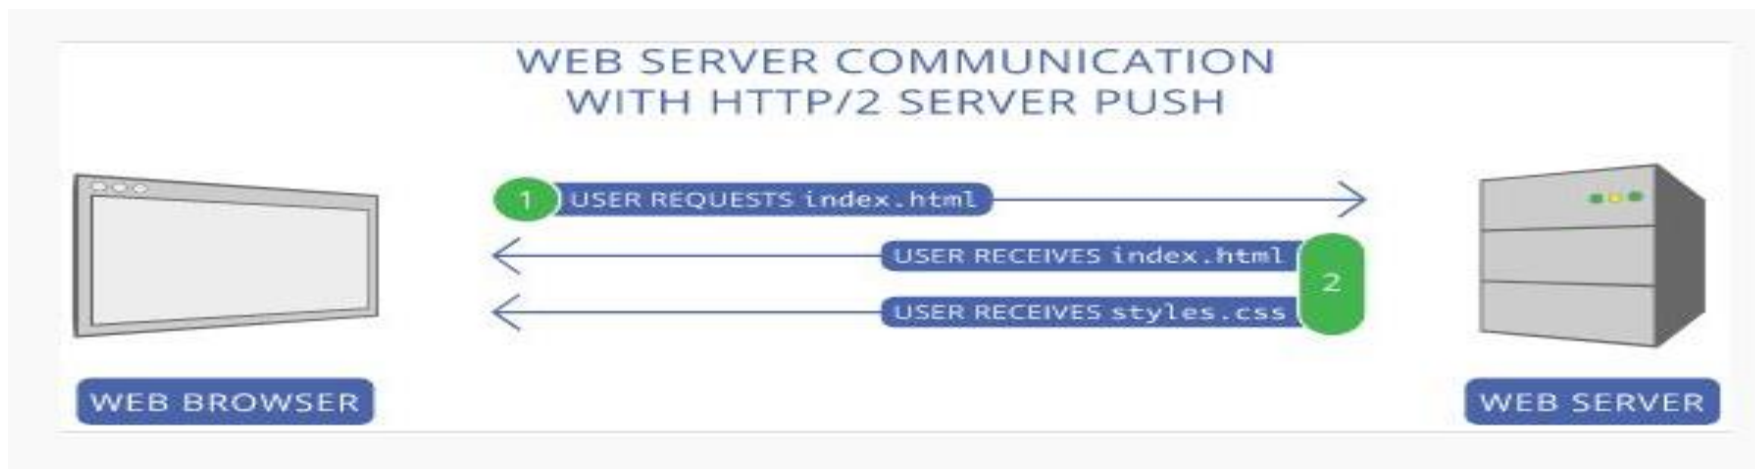 WEB SERVER COMMUNICATION
WITH HTTP/2 SERVER PUSH
1 USER REQUESTS index.html
USER RECEIVES index.html
2
USER RECEIVES styles.css
WEB BROWSER
WEB SERVER